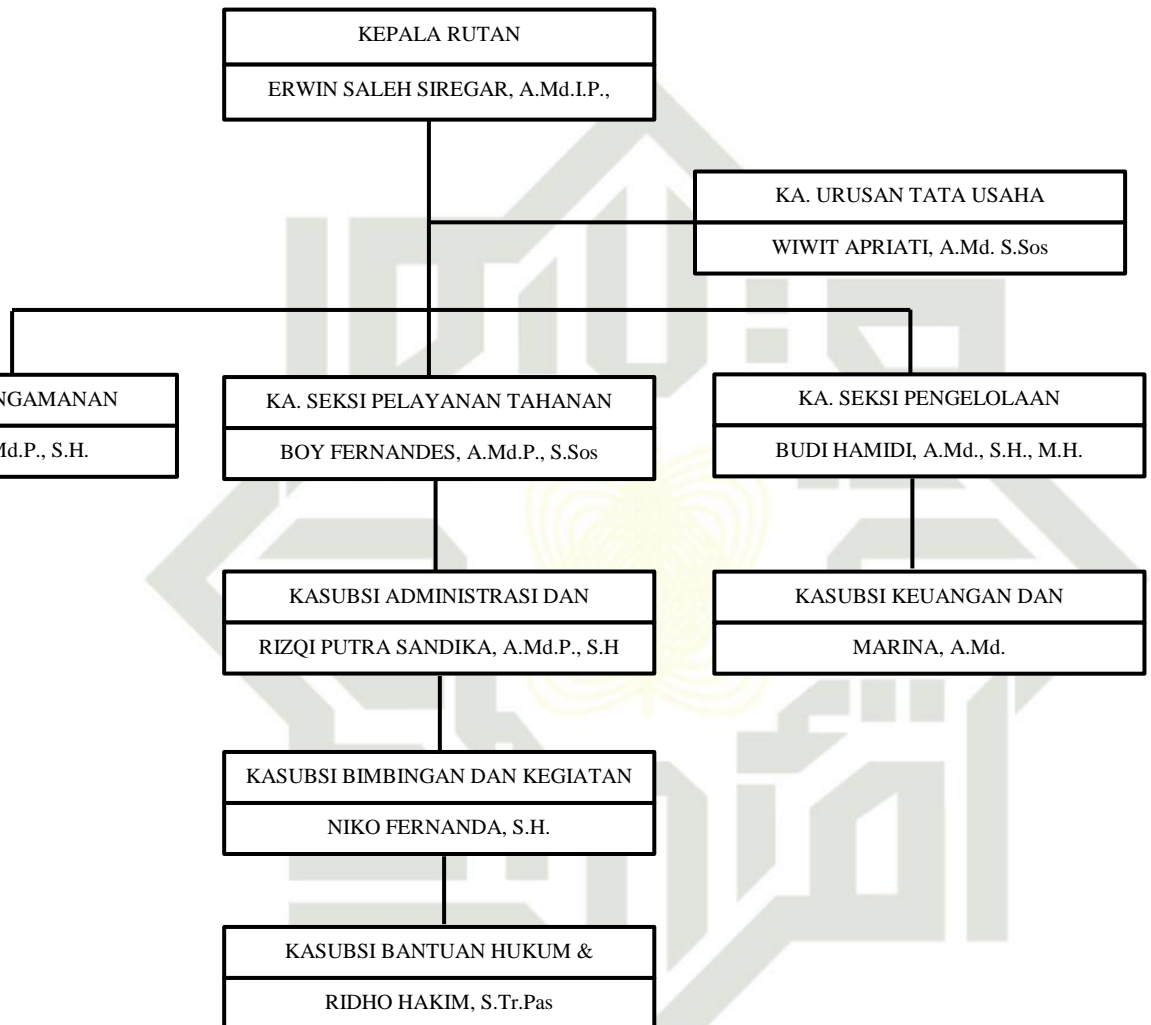 KEPALA RUTAN
ERWIN SALEH SIREGAR, A.Md.I.P.,
KA. URUSAN TATA USAHA
WIWIT APRIATI, A.Md. S.Sos
NGAMANAN
Md.P., S.H.
KA. SEKSI PELAYANAN TAHANAN
BOY FERNANDES, A.Md.P., S.Sos
KA. SEKSI PENGELOLAAN
BUDI HAMIDI, A.Md., S.H., M.H.
KASUBSI ADMINISTRASI DAN
RIZQI PUTRA SANDIKA, A.Md.P., S.H
KASUBSI KEUANGAN DAN
MARINA, A.Md.
KASUBSI BIMBINGAN DAN KEGIATAN
NIKO FERNANDA, S.H.
KASUBSI BANTUAN HUKUM &
RIDHO HAKIM, S.Tr.Pas